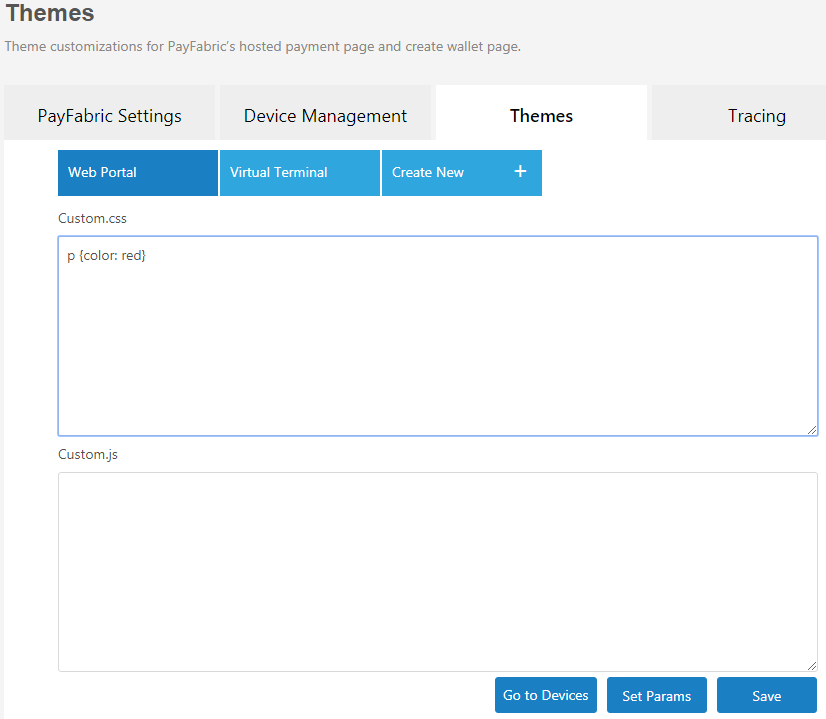 Themes
Theme customizations for PayFabric's hosted payment page and create wallet page.
PayFabric Settings Device Management Themes Tracing
Web Portal Virtual Terminal Create New +
Custom.css
p {color: red}
Custom.js
Go to Devices Set Params Save